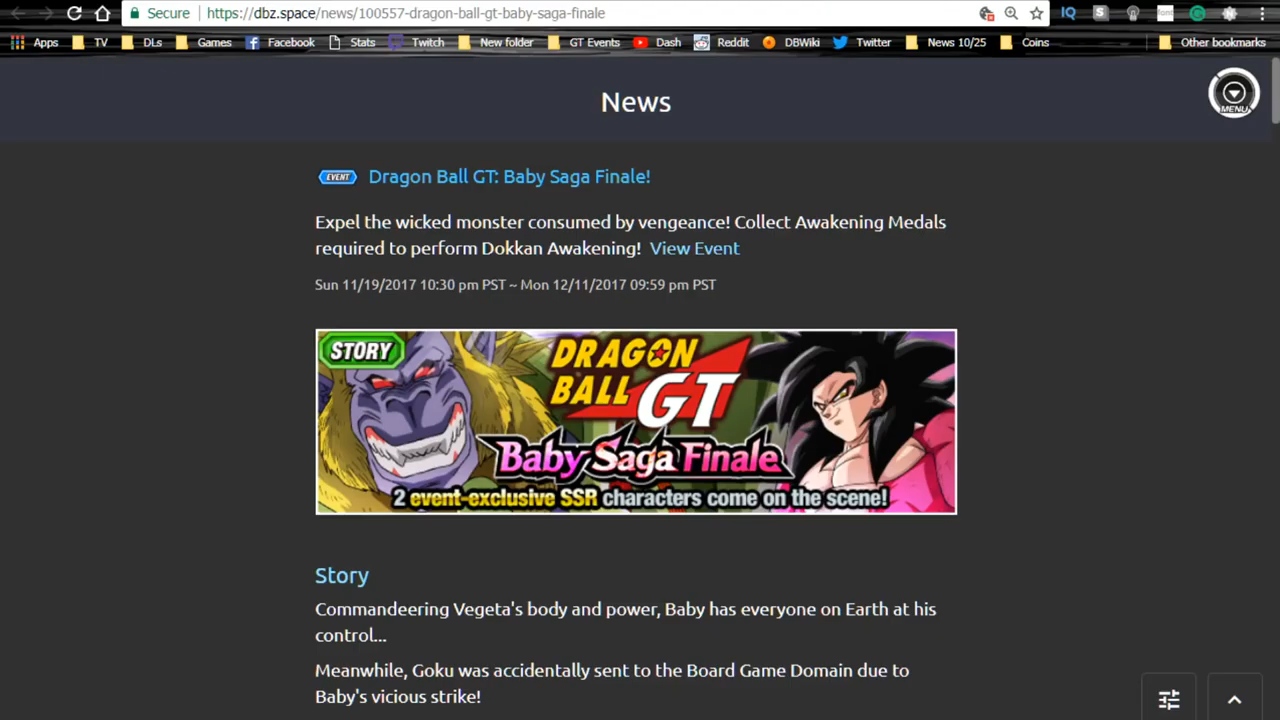 Secure https://dbz.space/news/100557-dragon-ball-gt-baby-saga-finale
Apps TV DLs Games Facebook Stats Twitch New folder GT Events Dash Reddit DBWiki Twitter News 10/25 Coins Other bookmarks
News
MENU
EVENT Dragon Ball GT: Baby Saga Finale!
Expel the wicked monster consumed by vengeance! Collect Awakening Medals
required to perform Dokkan Awakening! View Event
Sun 11/19/2017 10:30 pm PST ~ Mon 12/11/2017 09:59 pm PST
STORY
DRAGON
BALL GT
Baby Saga Finale
2 event-exclusive SSR characters come on the scene!
Story
Commandeering Vegeta's body and power, Baby has everyone on Earth at his
control...
Meanwhile, Goku was accidentally sent to the Board Game Domain due to
Baby's vicious strike!